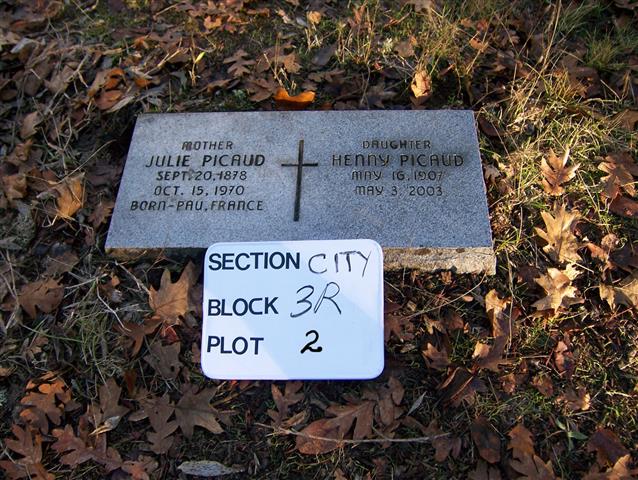 MOTHER
JULIE PICAUD
SEPT. 20, 1878
OCT. 15, 1970
BORN-PAU, FRANCE
DAUGHTER
HENNY PICAUD
MAY 16, 1907
MAY 3, 2003
SECTION CITY
BLOCK 3R
PLOT 2